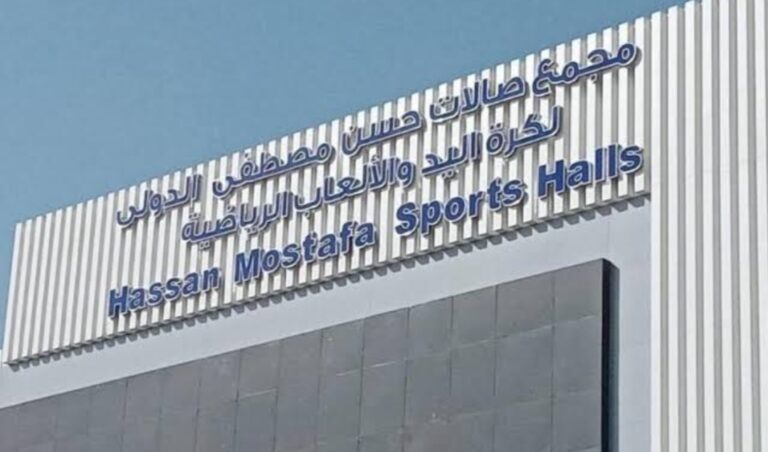 مجمع صالات حسن مصطفى الدولى
لكرة اليد والألعاب الرياضية
Hassan Mostafa Sports Halls